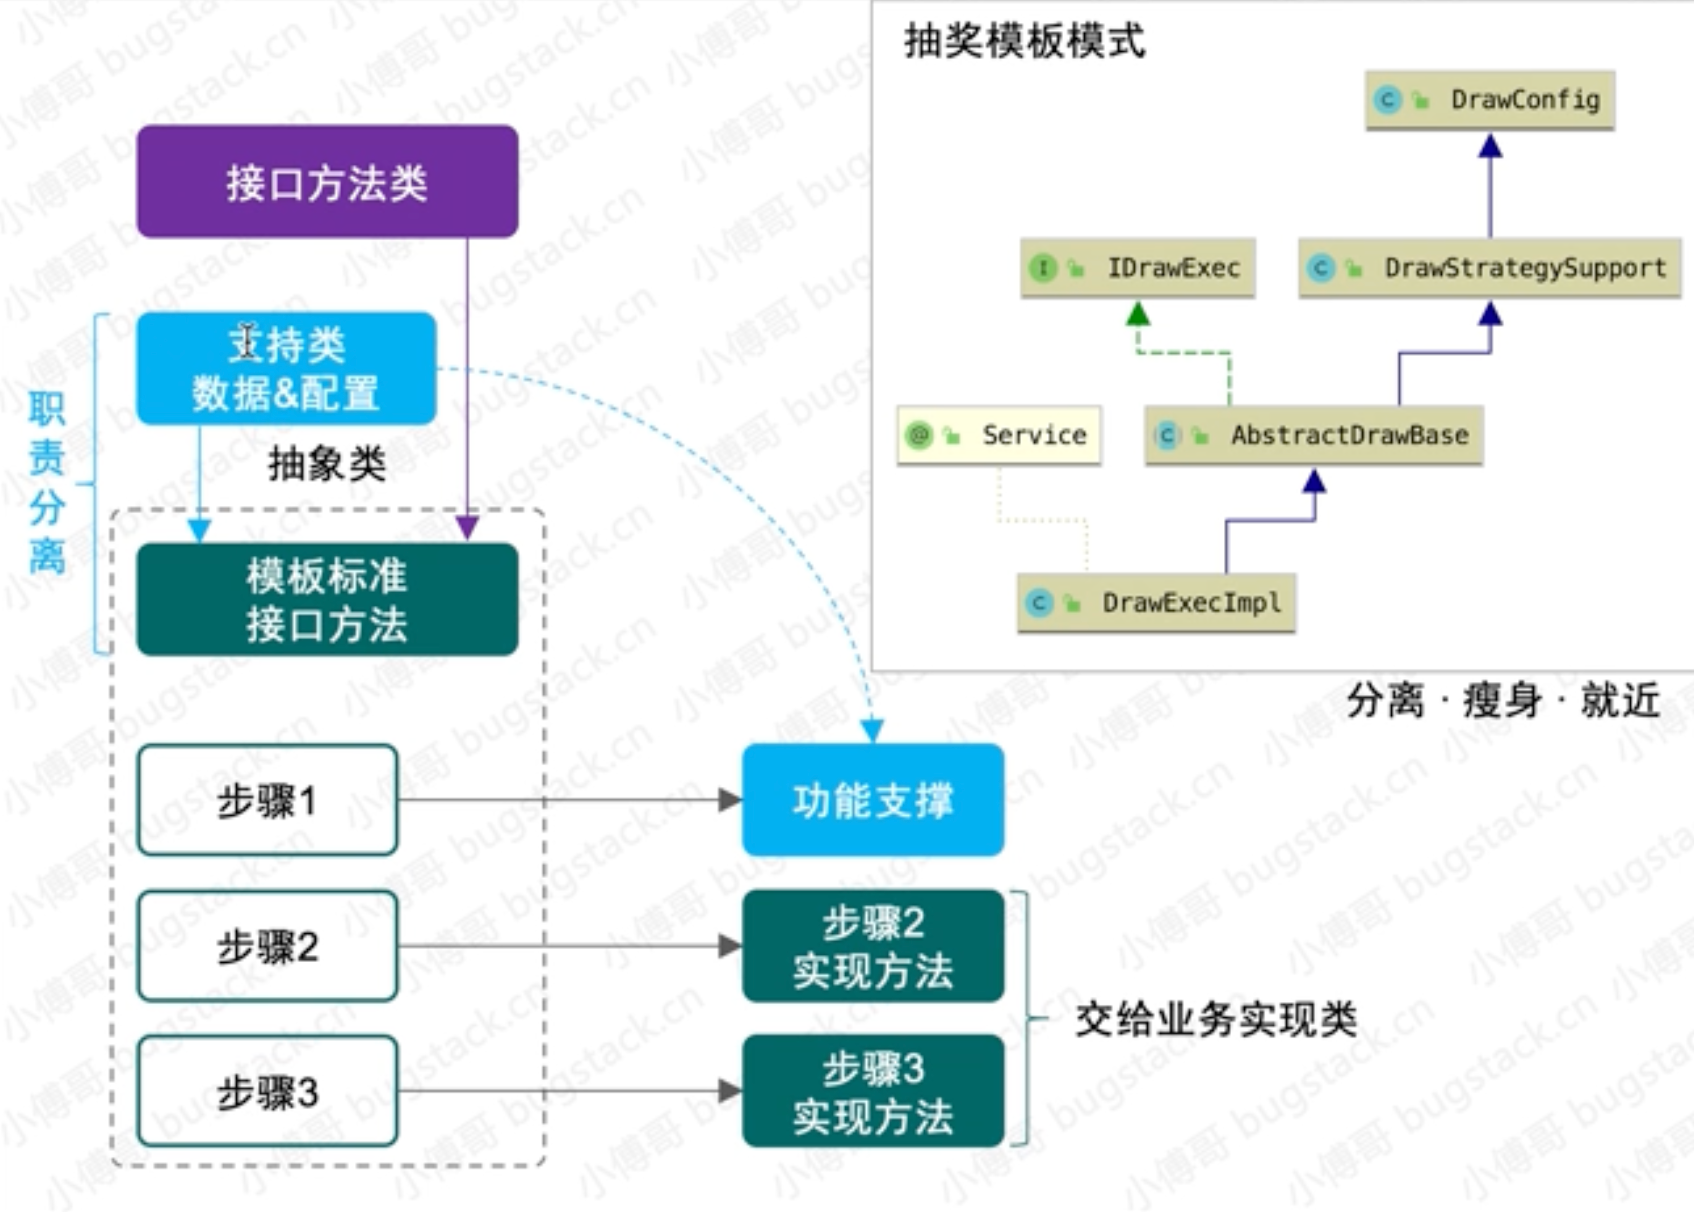 抽奖模板模式
DrawConfig
接口方法类
IDrawExec
DrawStrategySupport
支持类
数据&配置
职责分离
抽象类
Service
AbstractDrawBase
模板标准
接口方法
DrawExecImpl
分离 · 瘦身 · 就近
步骤1
功能支撑
步骤2
步骤2
实现方法
交给业务实现类
步骤3
步骤3
实现方法
小傅哥 bugstack.cn